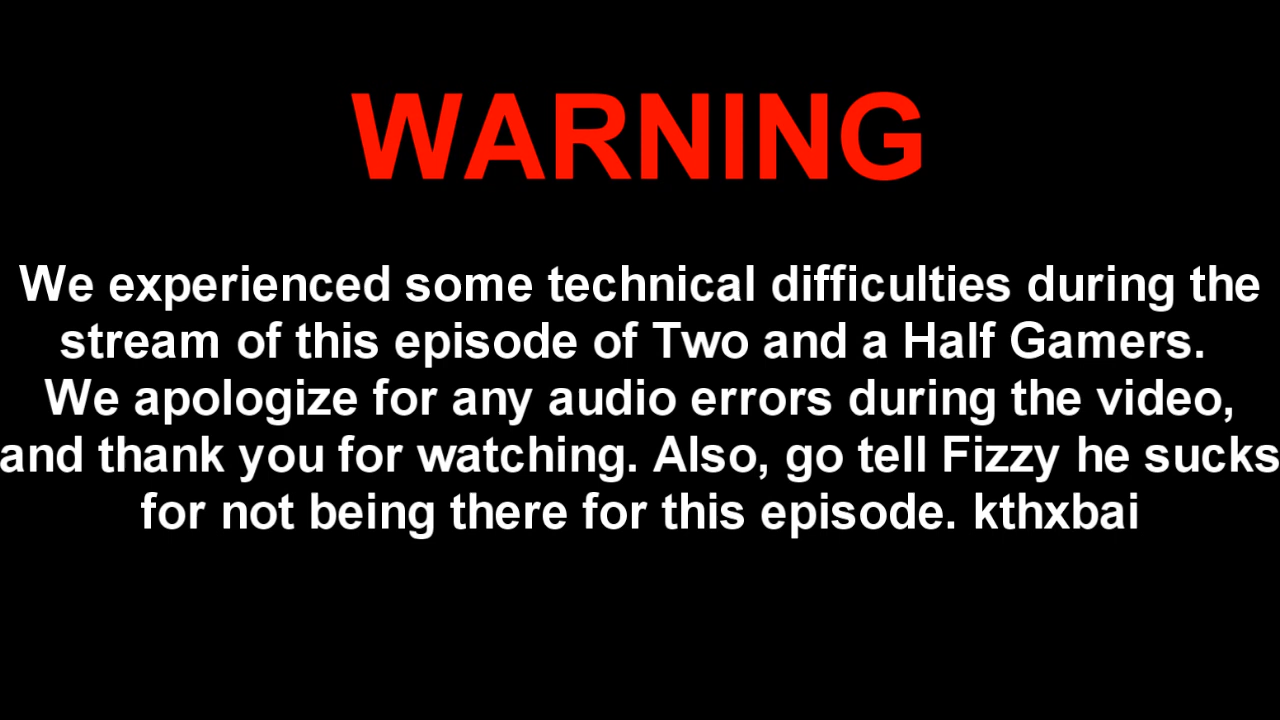 WARNING
We experienced some technical difficulties during the
stream of this episode of Two and a Half Gamers.
We apologize for any audio errors during the video,
and thank you for watching. Also, go tell Fizzy he sucks
for not being there for this episode. kthxbai